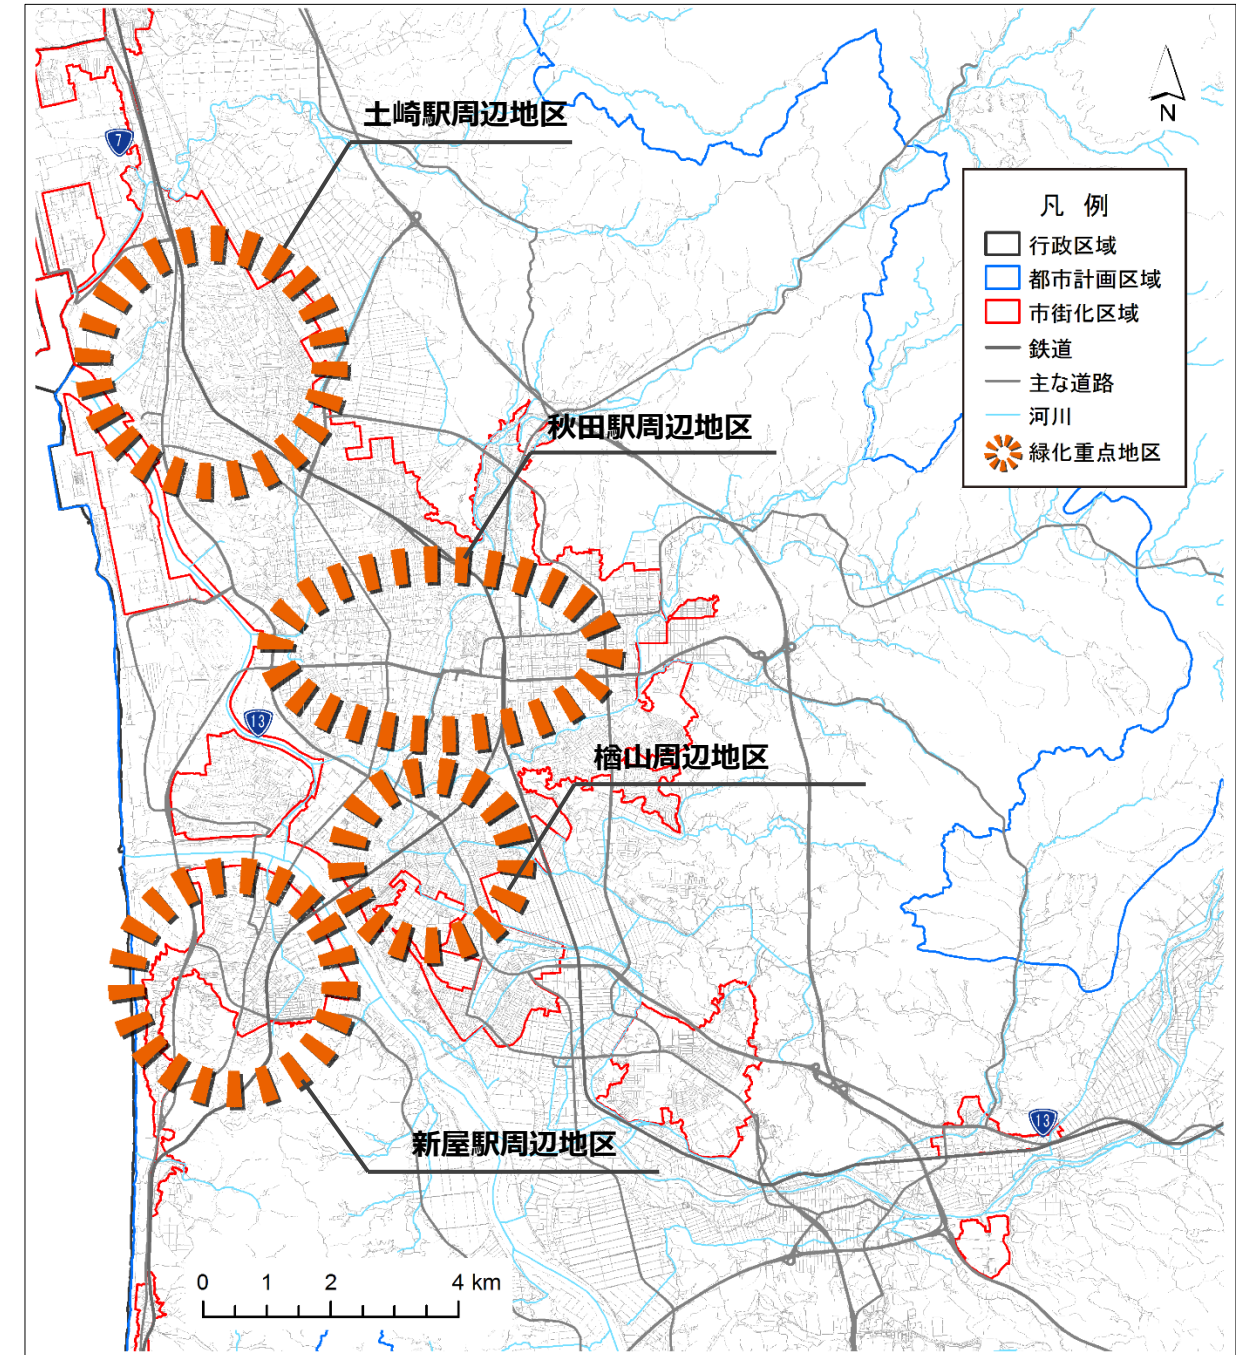 土崎駅周辺地区
7
N
凡 例
行政区域
都市計画区域
市街化区域
鉄道
主な道路
河川
緑化重点地区
秋田駅周辺地区
13
楢山周辺地区
13
新屋駅周辺地区
0 1 2 4 km